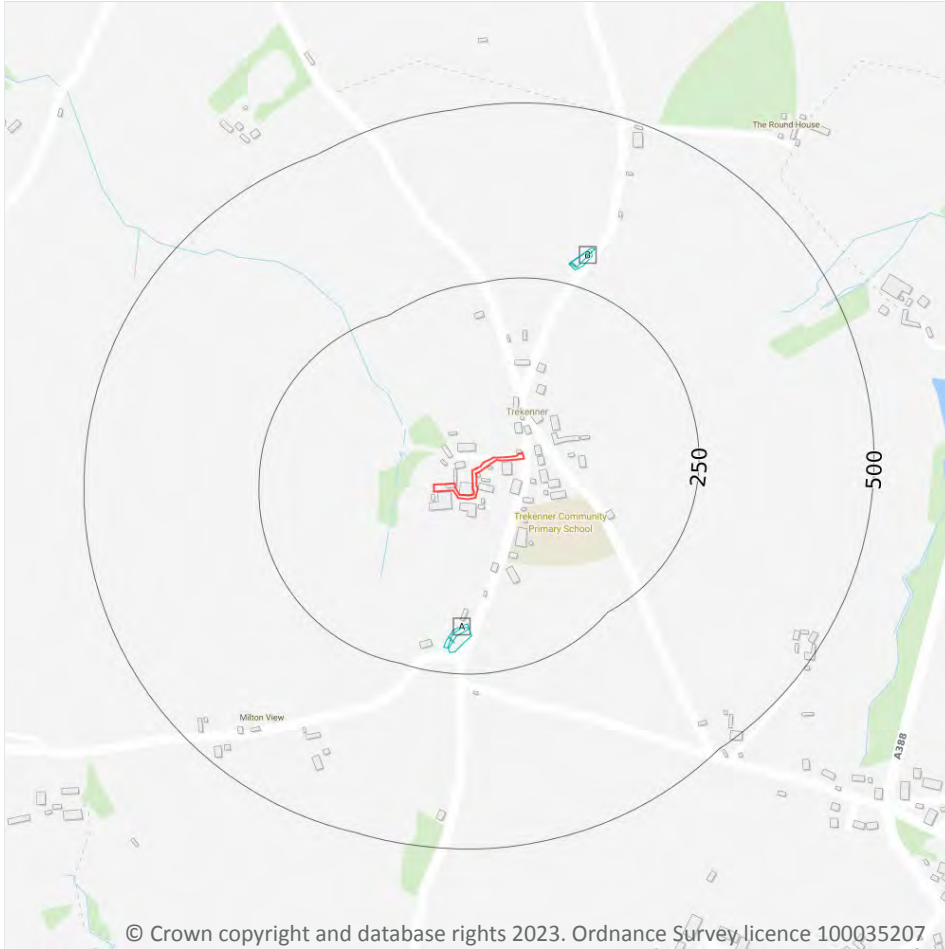 The Round House
B
Trekenner
250
500
Trekenner Community
Primary School
A
Milton View
A388
© Crown copyright and database rights 2023. Ordnance Survey licence 100035207